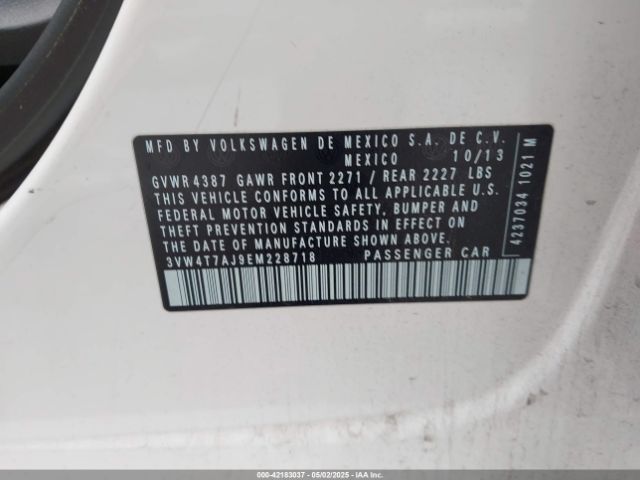 MFD BY VOLKSWAGEN DE MEXICO S.A. DE C.V.
MEXICO 10/13
GVWR 4387 GAWR FRONT 2271 / REAR 2227 LBS
THIS VEHICLE CONFORMS TO ALL APPLICABLE U.S.
FEDERAL MOTOR VEHICLE SAFETY, BUMPER AND
THEFT PREVENTION STANDARDS IN EFFECT ON
THE DATE OF MANUFACTURE SHOWN ABOVE.
3VW4T7AJ9EM228718 PASSENGER CAR
4237034 1021 M
000-42183037 - 05/02/2025 - IAAI.COM